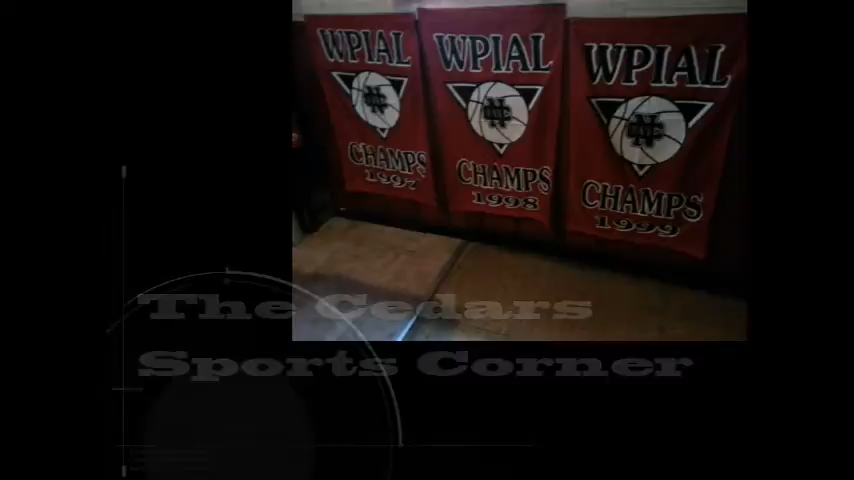 WPIAL
CHAMPS
1997
WPIAL
CHAMPS
1998
WPIAL
CHAMPS
1999
The Cedars
Sports Corner